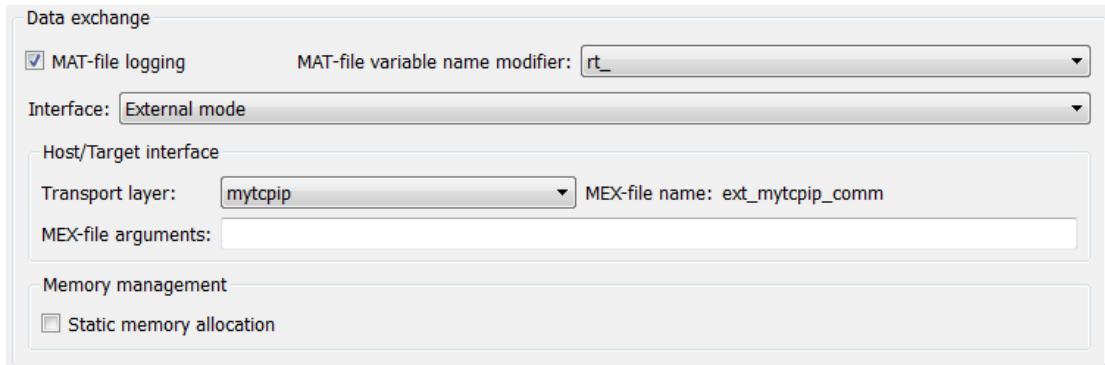 Data exchange
MAT-file logging MAT-file variable name modifier: rt_
Interface: External mode
Host/Target interface
Transport layer: mytcpip MEX-file name: ext_mytcpip_comm
MEX-file arguments:
Memory management
Static memory allocation